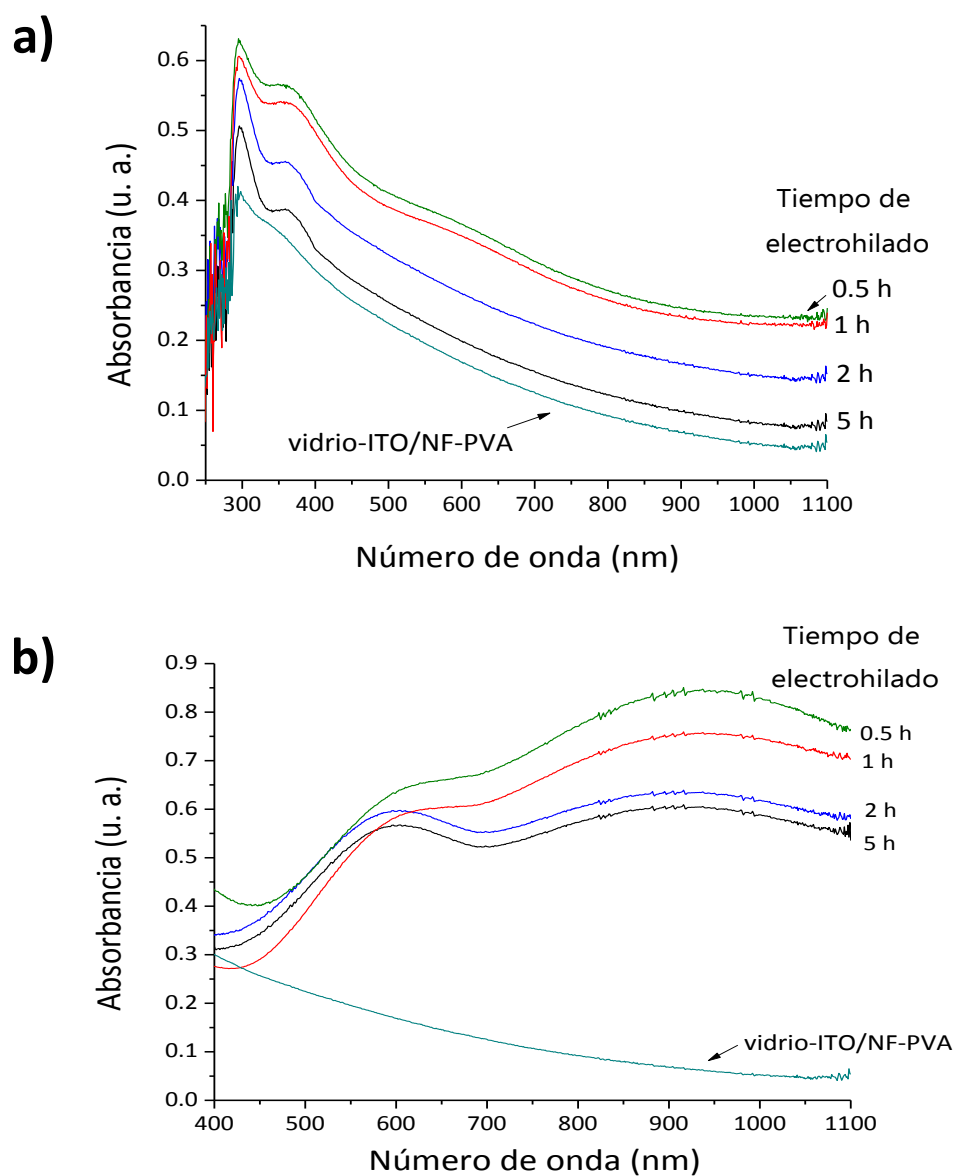 a)
0.6
0.5
0.4
0.3
0.2
0.1
0.0
Absorbancia (u. a.)
300 400 500 600 700 800 900 1000 1100
Número de onda (nm)
Tiempo de
electrohilado
0.5 h
1 h
2 h
5 h
vidrio-ITO/NF-PVA
b)
0.9
0.8
0.7
0.6
0.5
0.4
0.3
0.2
0.1
0.0
Absorbancia (u. a.)
400 500 600 700 800 900 1000 1100
Número de onda (nm)
Tiempo de
electrohilado
0.5 h
1 h
2 h
5 h
vidrio-ITO/NF-PVA